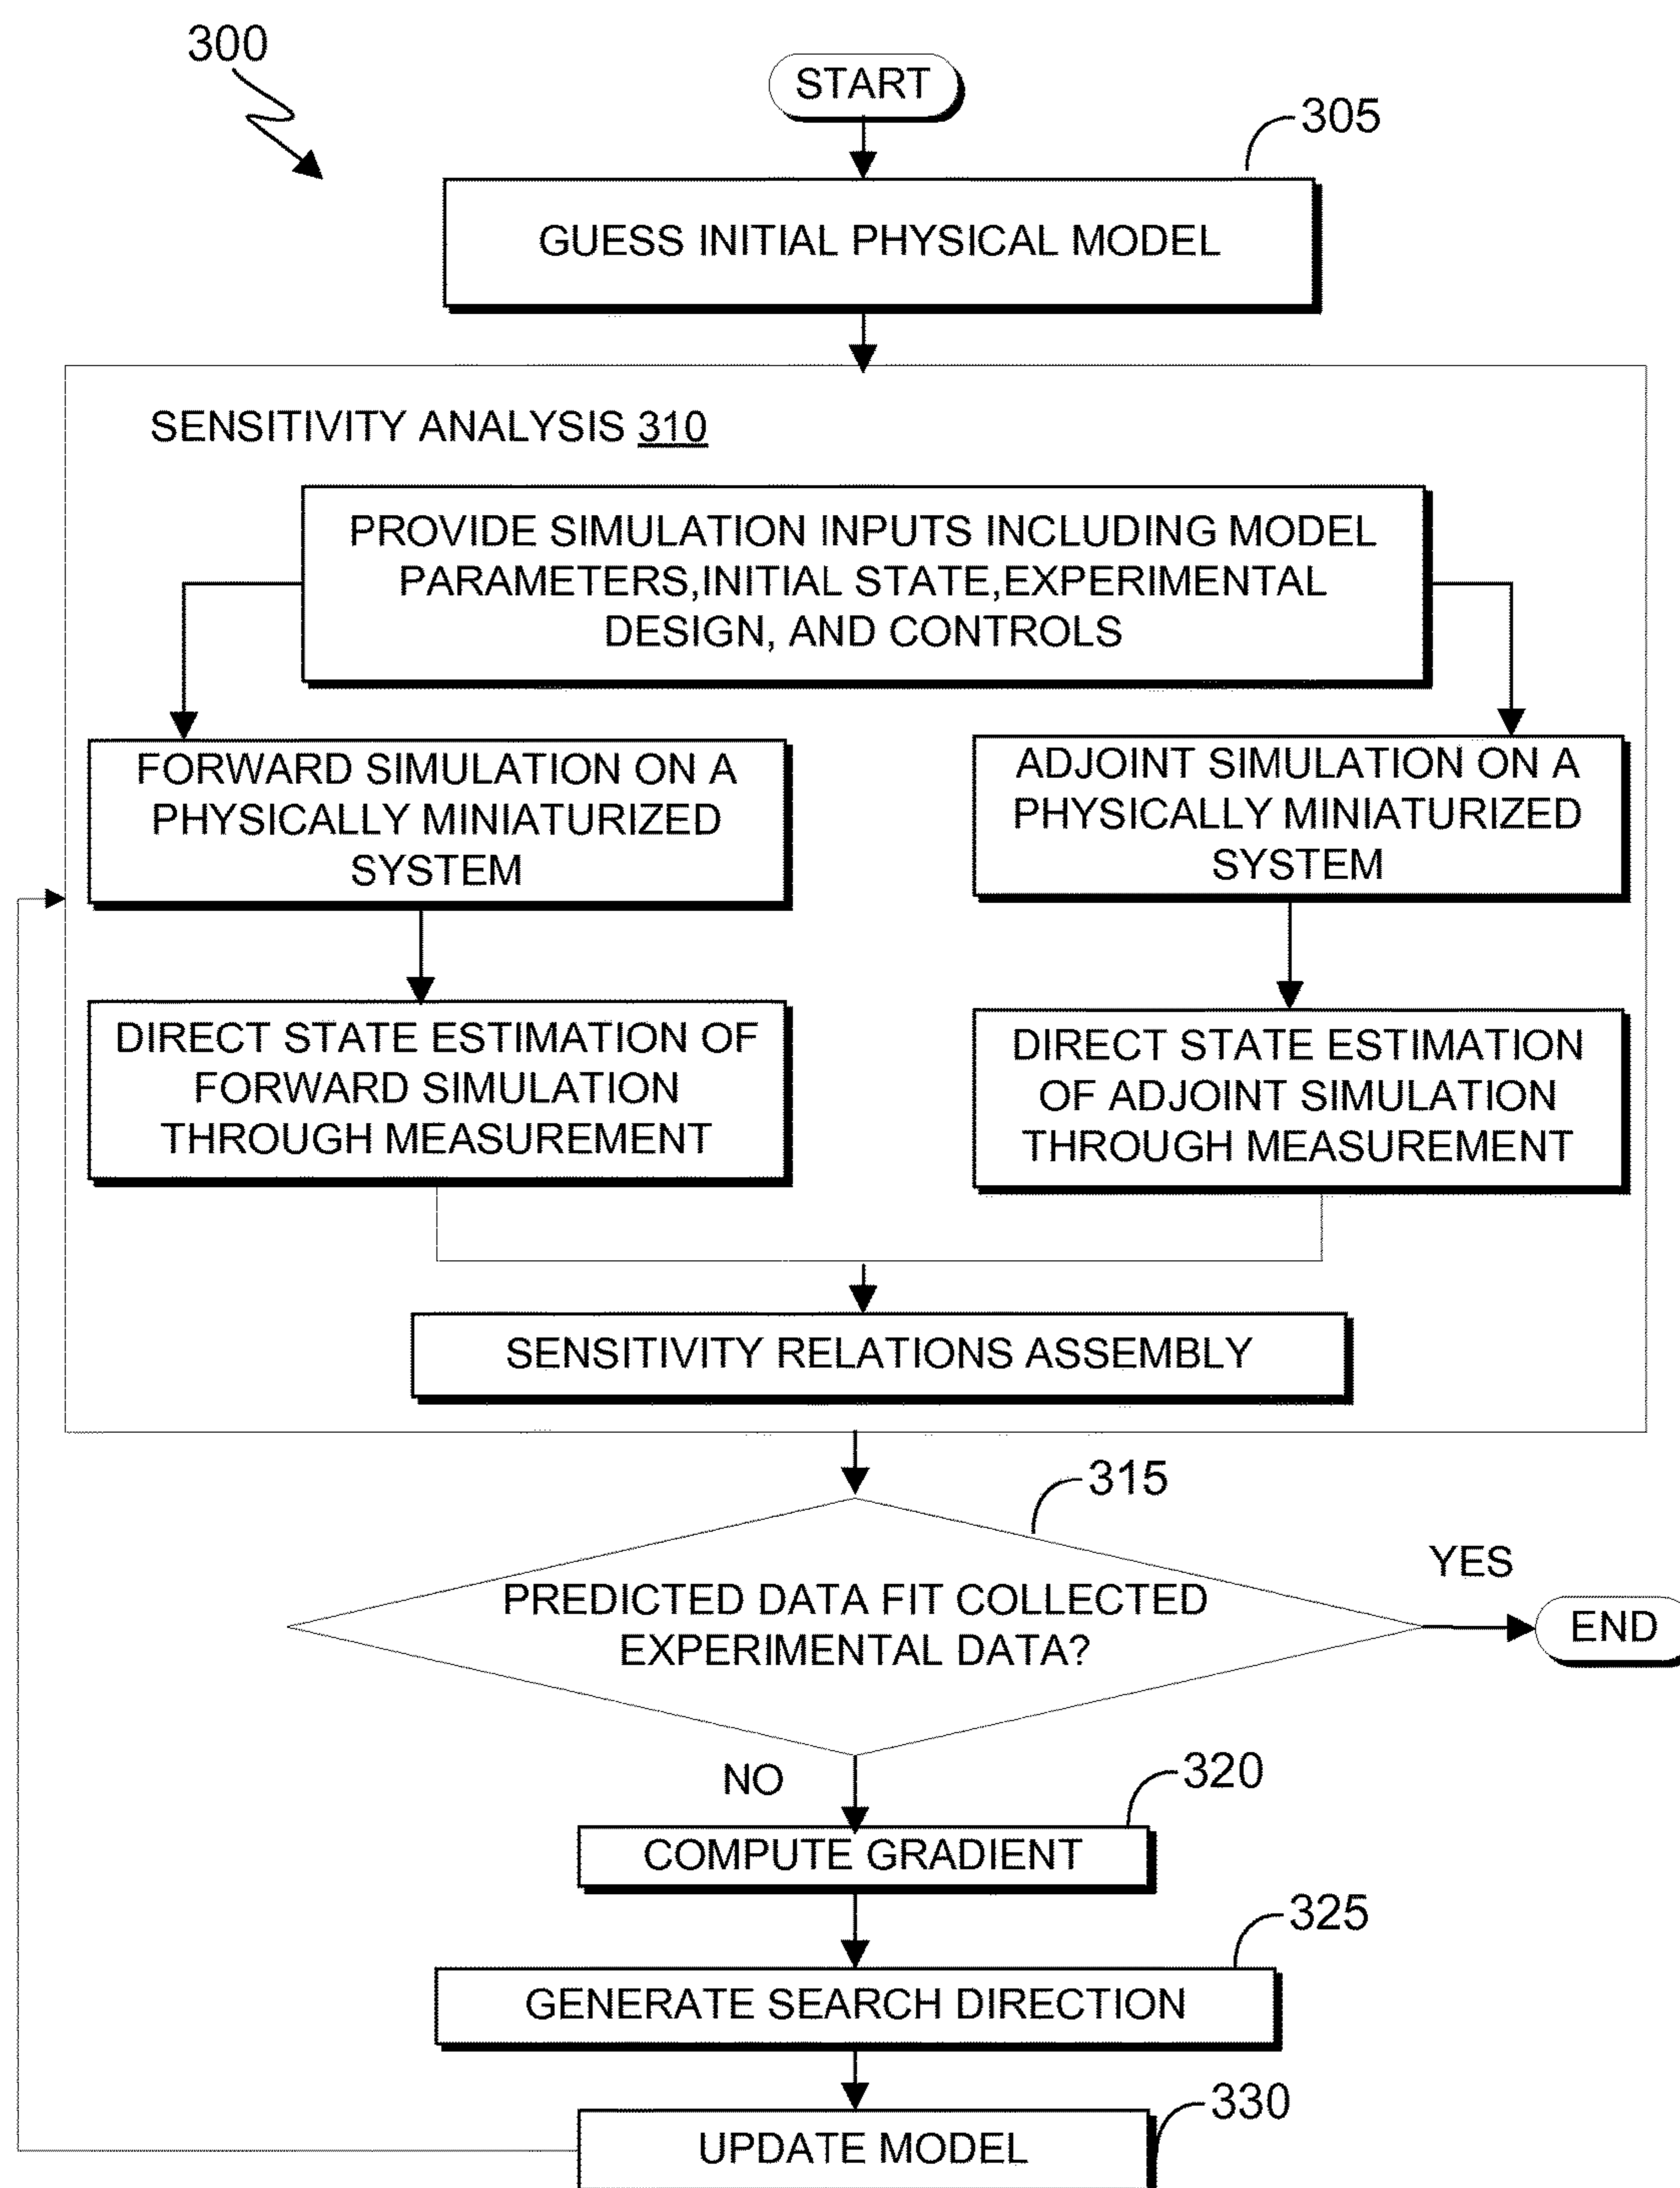 300
START
305
GUESS INITIAL PHYSICAL MODEL
SENSITIVITY ANALYSIS 310
PROVIDE SIMULATION INPUTS INCLUDING MODEL
PARAMETERS,INITIAL STATE,EXPERIMENTAL
DESIGN, AND CONTROLS
FORWARD SIMULATION ON A
PHYSICALLY MINIATURIZED
SYSTEM
ADJOINT SIMULATION ON A
PHYSICALLY MINIATURIZED
SYSTEM
DIRECT STATE ESTIMATION OF
FORWARD SIMULATION
THROUGH MEASUREMENT
DIRECT STATE ESTIMATION
OF ADJOINT SIMULATION
THROUGH MEASUREMENT
SENSITIVITY RELATIONS ASSEMBLY
315
PREDICTED DATA FIT COLLECTED
EXPERIMENTAL DATA?
YES
END
NO
320
COMPUTE GRADIENT
325
GENERATE SEARCH DIRECTION
330
UPDATE MODEL